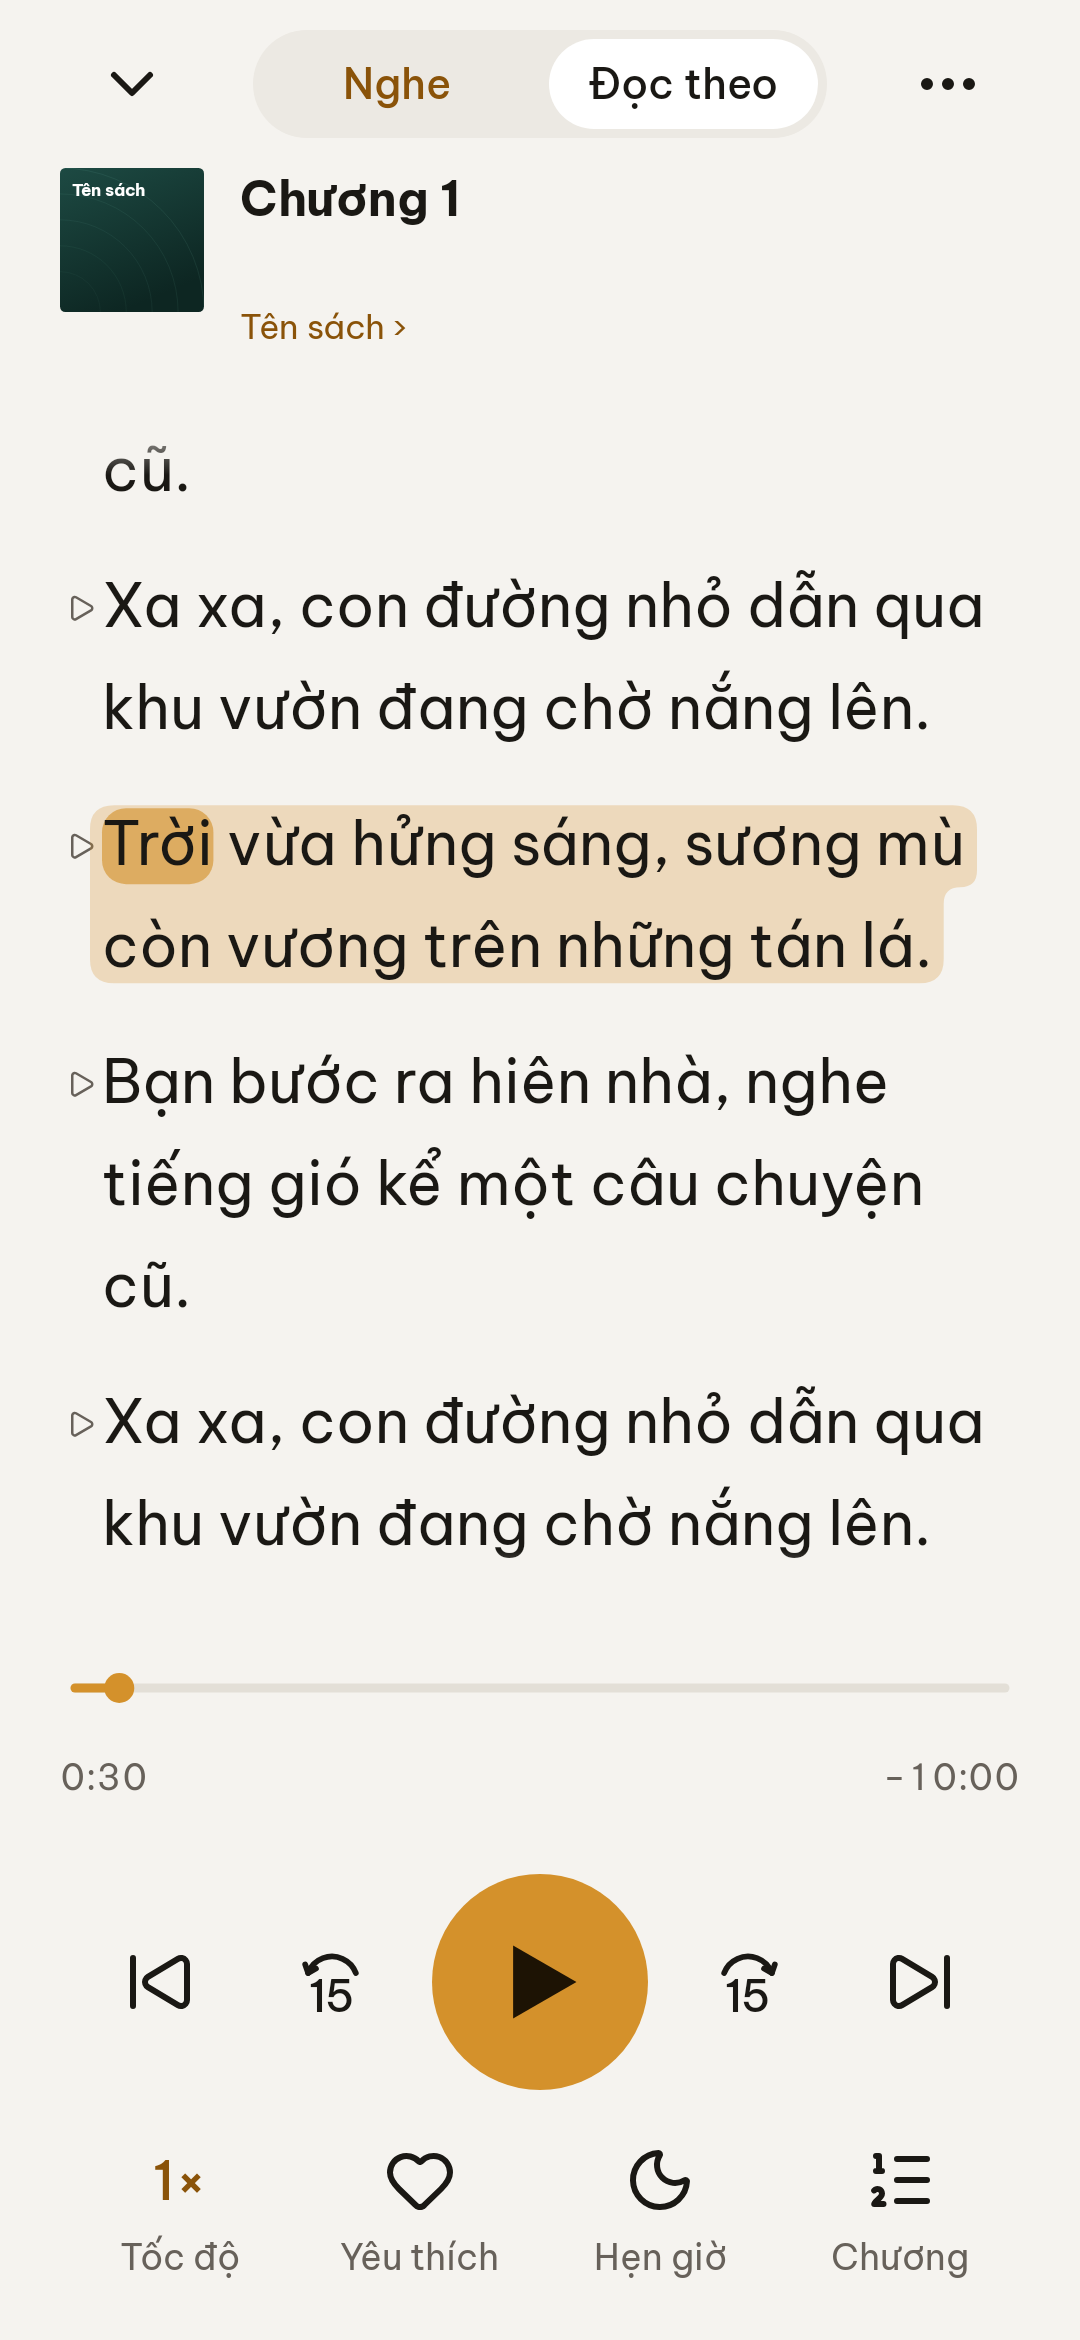 Nghe
Đọc theo
Tên sách
Chương 1
Tên sách >
cũ.
Xa xa, con đường nhỏ dẫn qua
khu vườn đang chờ nắng lên.
Trời vừa hửng sáng, sương mù
còn vương trên những tán lá.
Bạn bước ra hiên nhà, nghe
tiếng gió kể một câu chuyện
cũ.
Xa xa, con đường nhỏ dẫn qua
khu vườn đang chờ nắng lên.
0:30
-10:00
15
15
1×
Tốc độ
Yêu thích
Hẹn giờ
Chương